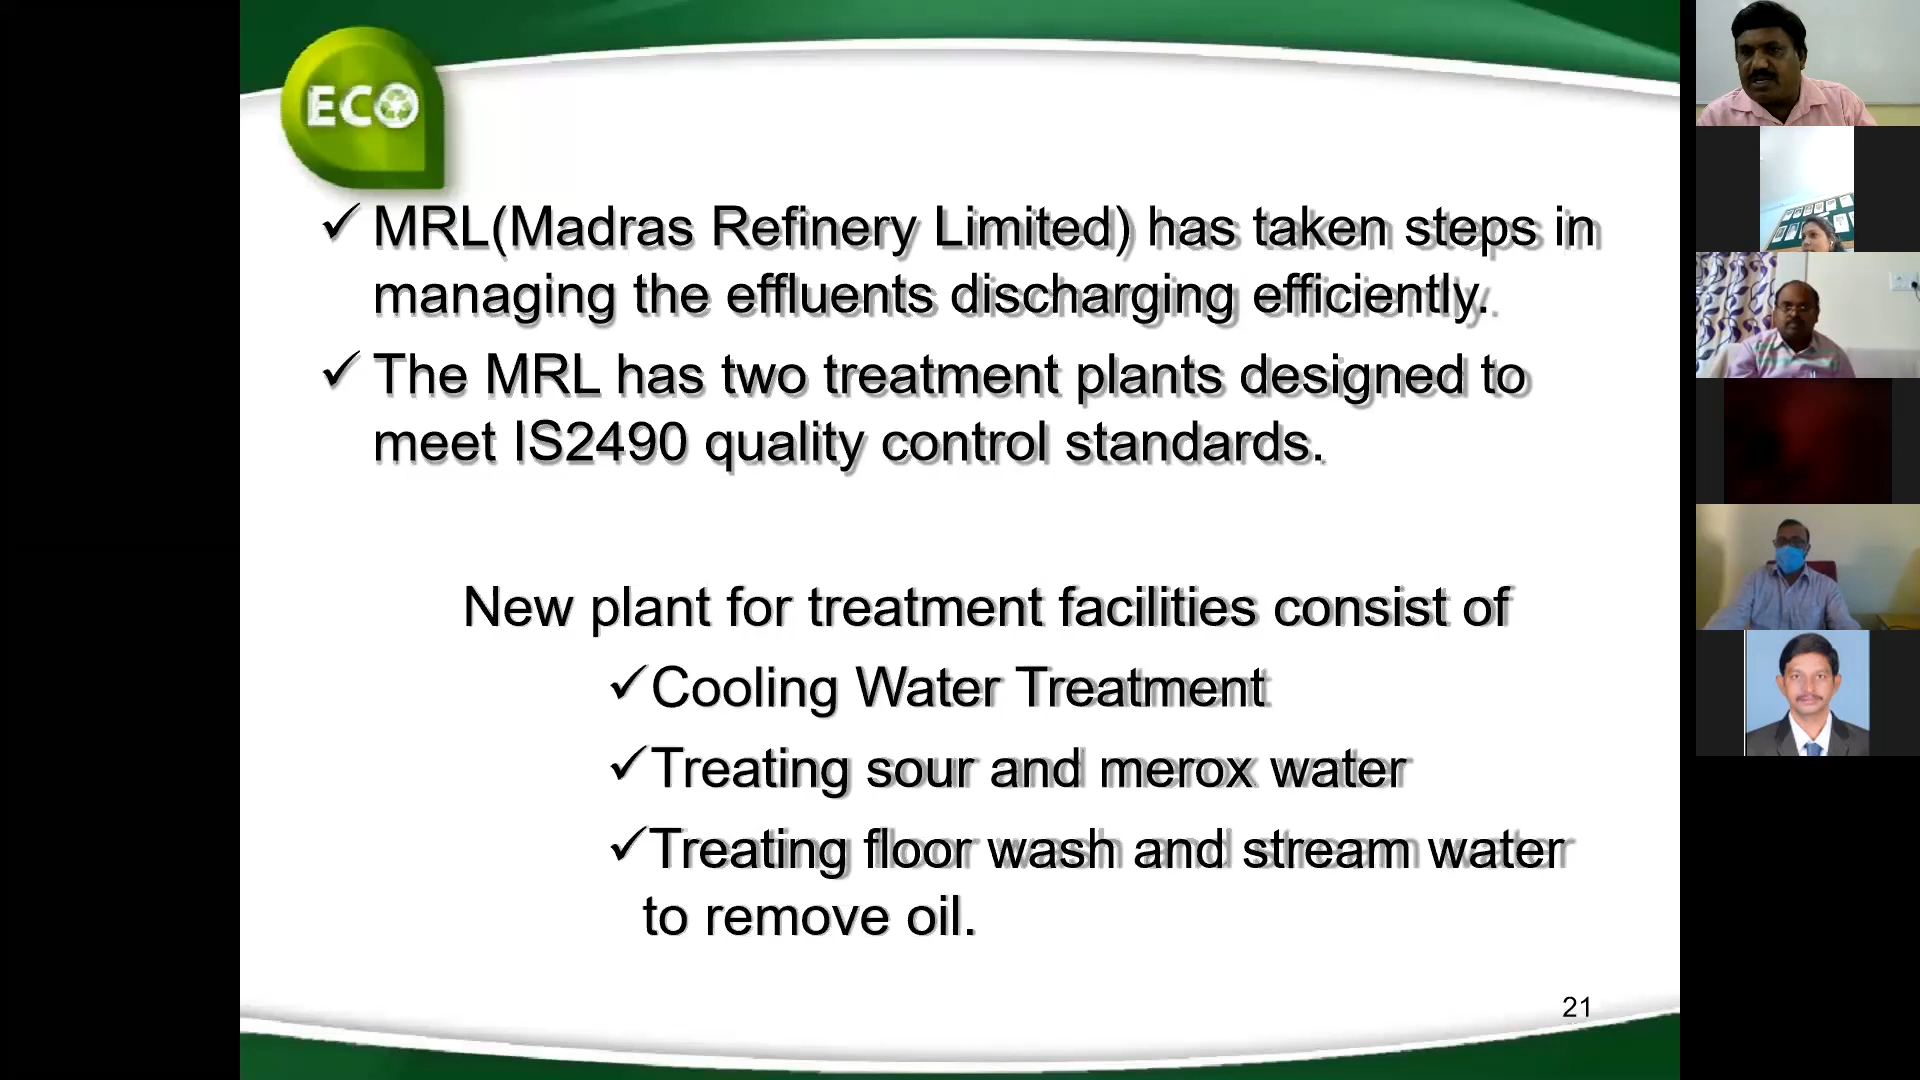 ECO
✓ MRL(Madras Refinery Limited) has taken steps in
managing the effluents discharging efficiently.
✓ The MRL has two treatment plants designed to
meet IS2490 quality control standards.
New plant for treatment facilities consist of
✓Cooling Water Treatment
✓Treating sour and merox water
✓Treating floor wash and stream water
to remove oil.
21